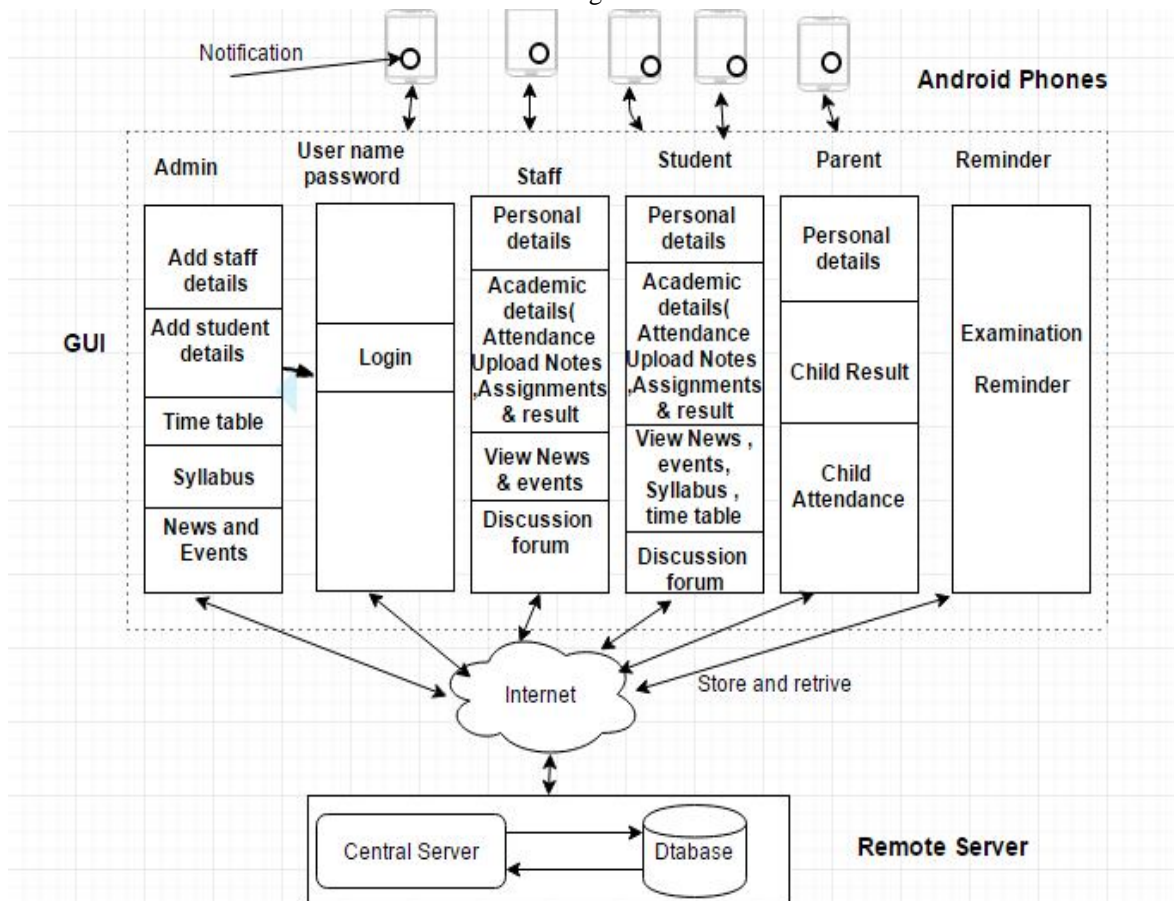 Notification
Android Phones
Admin
User name
password
Staff
Student
Parent
Reminder
GUI
Add staff
details
Add student
details
Time table
Syllabus
News and
Events
Login
Personal
details
Academic
details(
Attendance
Upload Notes
,Assignments
& result
View News
& events
Discussion
forum
Personal
details
Academic
details(
Attendance
Upload Notes
,Assignments
& result
View News ,
events,
Syllabus ,
time table
Discussion
forum
Personal
details
Child Result
Child
Attendance
Examination
Reminder
Internet
Store and retrive
Central Server
Dtabase
Remote Server